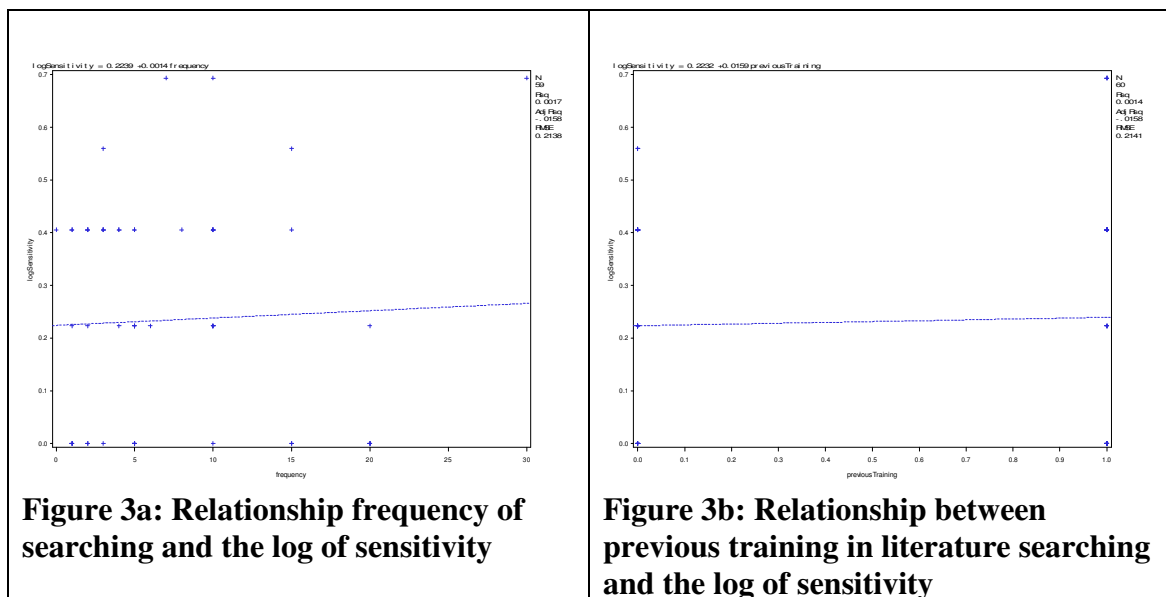 logSensitivity = 0.2239 +0.0014 frequency
N
59
Rsq
0.0017
Adj Rsq
-.0158
RMSE
0.2138
0.7
0.6
0.5
0.4
0.3
0.2
0.1
0.0
logSensitivity
0 5 10 15 20 25 30
frequency
Figure 3a: Relationship frequency of
searching and the log of sensitivity
logSensitivity = 0.2232 +0.0159 previousTraining
N
60
Rsq
0.0014
Adj Rsq
-.0158
RMSE
0.2141
0.7
0.6
0.5
0.4
0.3
0.2
0.1
0.0
logSensitivity
0.0 0.1 0.2 0.3 0.4 0.5 0.6 0.7 0.8 0.9 1.0
previousTraining
Figure 3b: Relationship between
previous training in literature searching
and the log of sensitivity